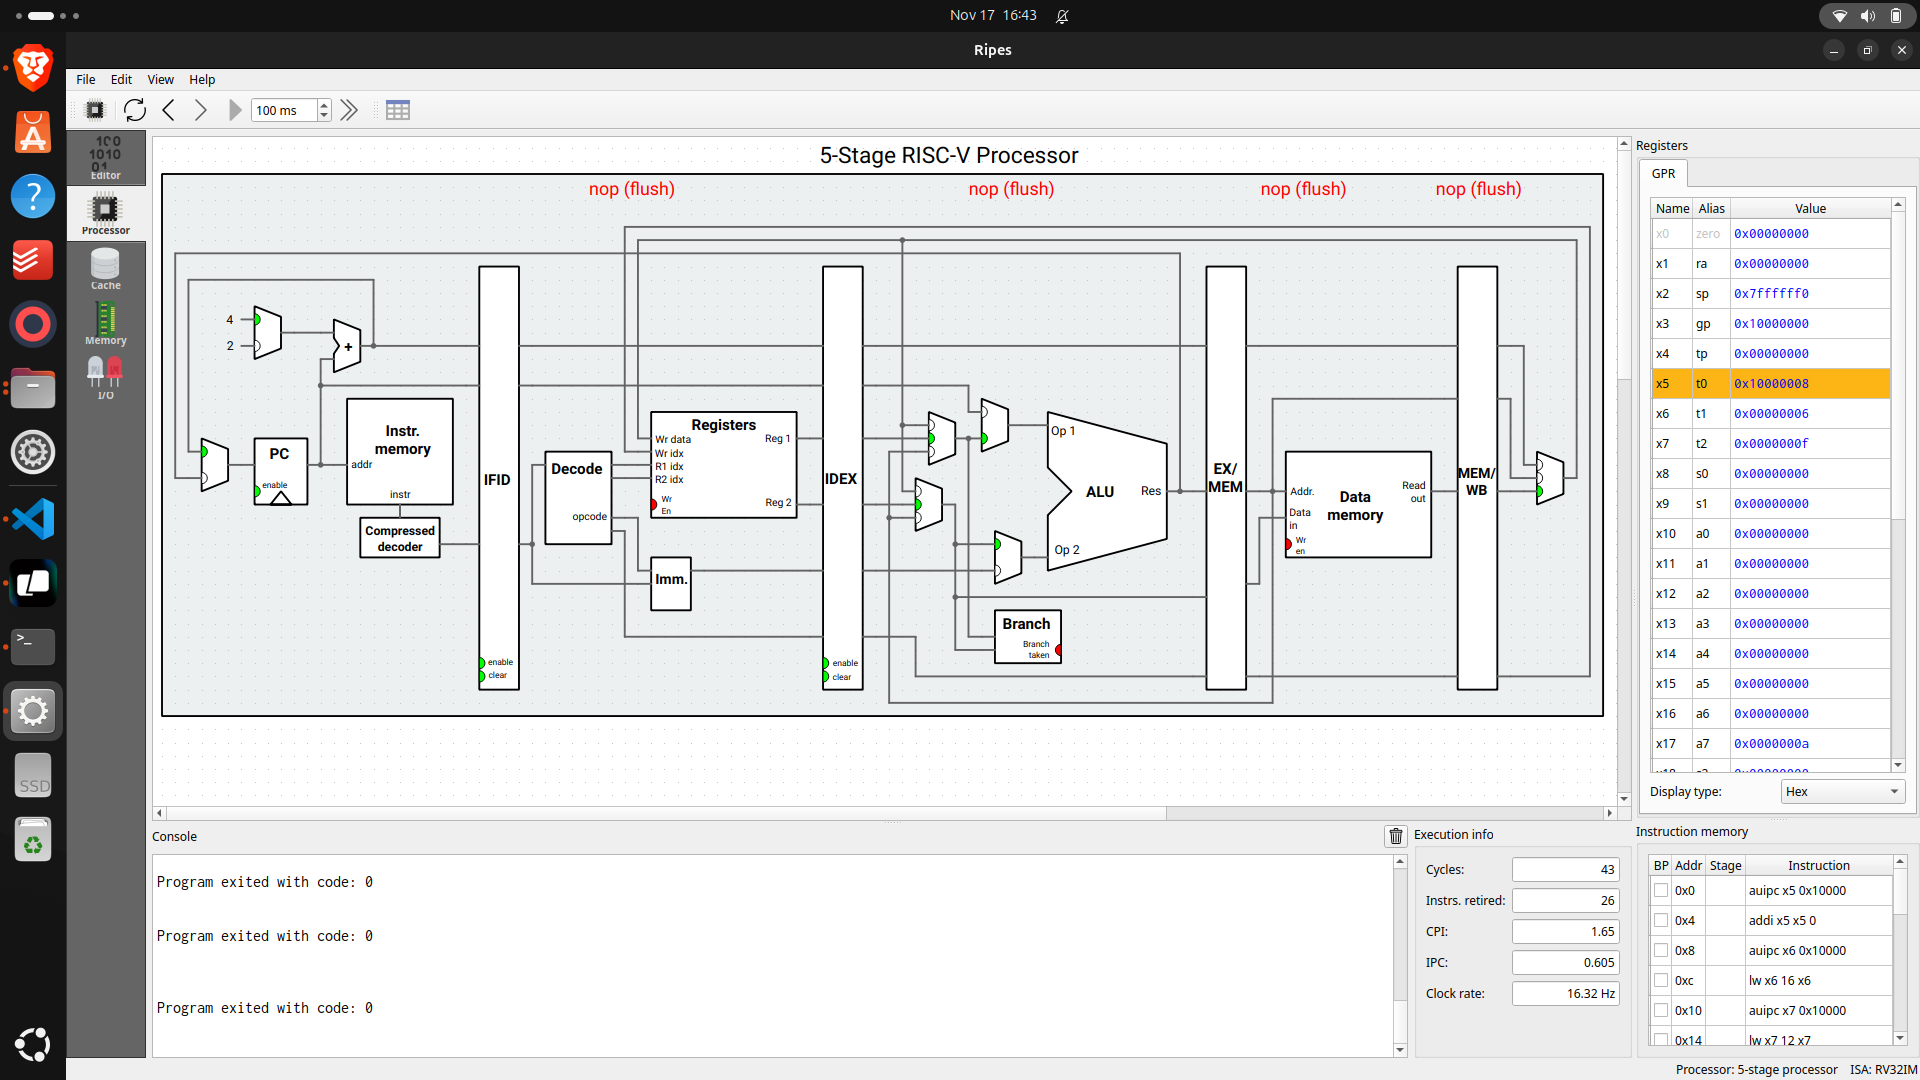 Nov 17 16:43
Ripes
File Edit View Help
100 ms
Editor
Processor
Cache
Memory
I/O
5-Stage RISC-V Processor
nop (flush) nop (flush) nop (flush) nop (flush)
4
2
+
PC
enable
Instr. memory
addr
instr
Compressed decoder
IFID
enable
clear
Decode
opcode
Registers
Wr data
Wr idx
R1 idx
R2 idx
Wr En
Reg 1
Reg 2
Imm.
IDEX
enable
clear
Op 1
ALU
Res
Op 2
Branch
Branch taken
EX/MEM
Addr.
Data in
Wr en
Data memory
Read out
MEM/WB
Registers
GPR
Name Alias Value
x0 zero 0x00000000
x1 ra 0x00000000
x2 sp 0x7ffffff0
x3 gp 0x10000000
x4 tp 0x00000000
x5 t0 0x10000008
x6 t1 0x00000006
x7 t2 0x0000000f
x8 s0 0x00000000
x9 s1 0x00000000
x10 a0 0x00000000
x11 a1 0x00000000
x12 a2 0x00000000
x13 a3 0x00000000
x14 a4 0x00000000
x15 a5 0x00000000
x16 a6 0x00000000
x17 a7 0x0000000a
Display type: Hex
Console
Program exited with code: 0
Program exited with code: 0
Program exited with code: 0
Execution info
Cycles: 43
Instrs. retired: 26
CPI: 1.65
IPC: 0.605
Clock rate: 16.32 Hz
Instruction memory
BP Addr Stage Instruction
0x0 auipc x5 0x10000
0x4 addi x5 x5 0
0x8 auipc x6 0x10000
0xc lw x6 16 x6
0x10 auipc x7 0x10000
0x14 lw x7 12 x7
Processor: 5-stage processor ISA: RV32IM